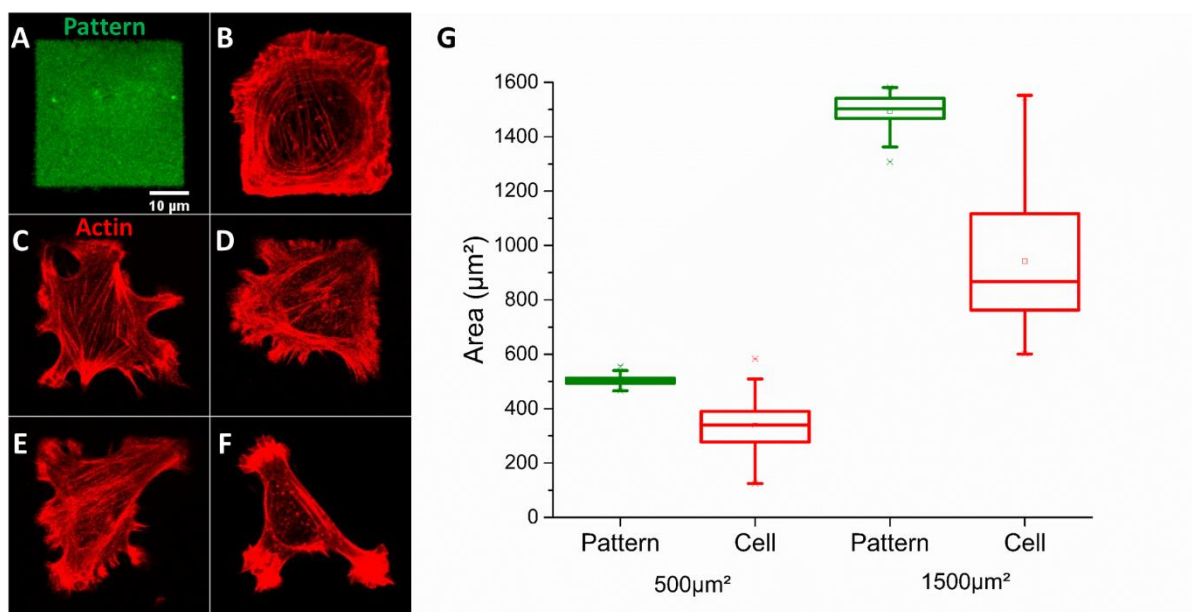 Pattern
A
B
10 µm
Actin
C
D
E
F
G
Area (µm²)
1600
1400
1200
1000
800
600
400
200
0
Pattern Cell Pattern Cell
500µm² 1500µm²